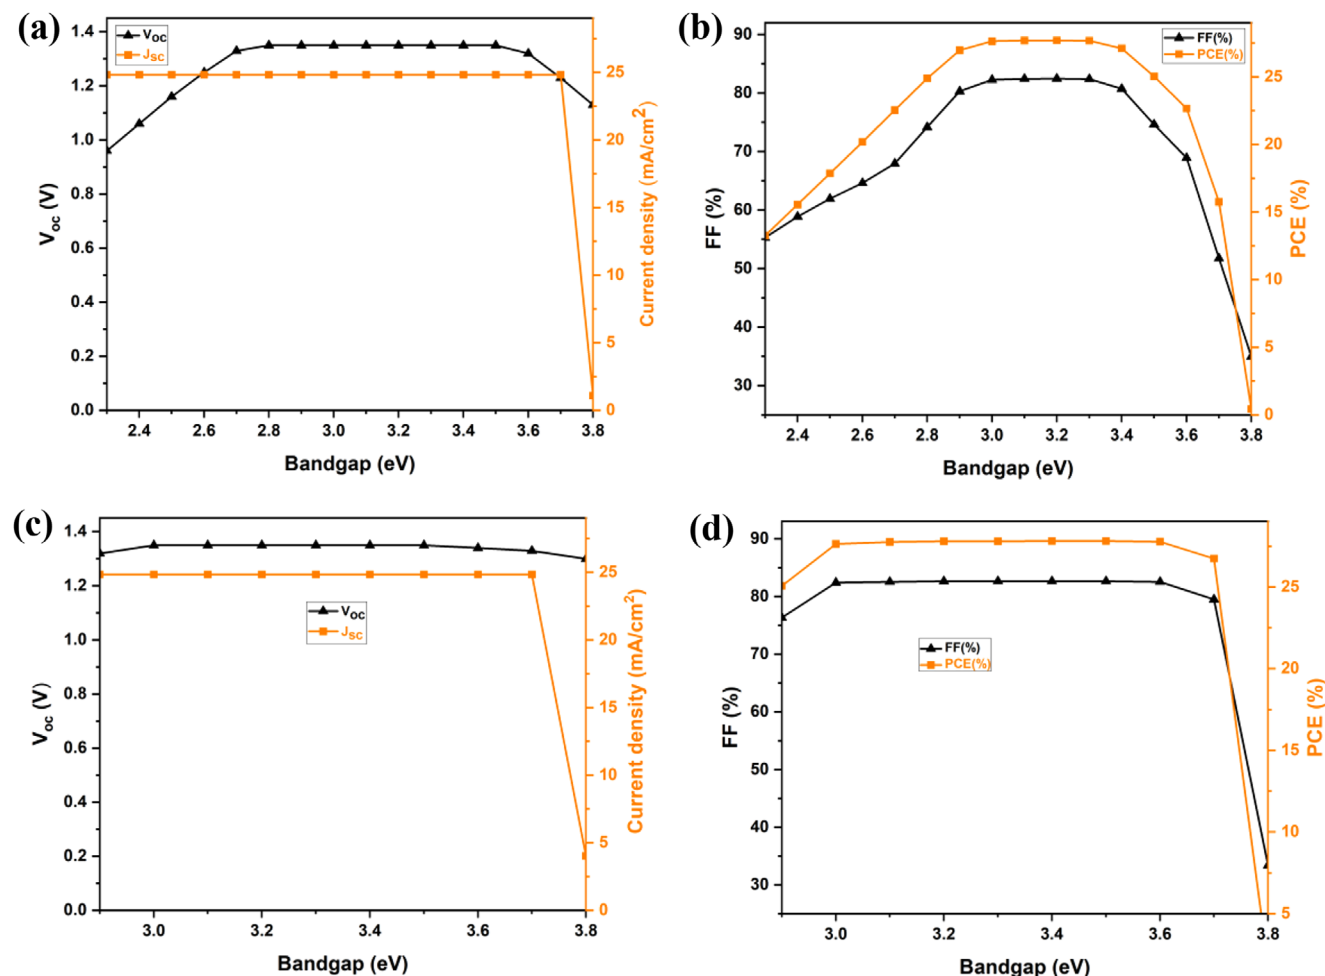 (a)
V_oc
J_sc
1.4
1.2
1.0
0.8
0.6
0.4
0.2
0.0
V_oc (V)
25
20
15
10
5
0
Current density (mA/cm²)
2.4 2.6 2.8 3.0 3.2 3.4 3.6 3.8
Bandgap (eV)
(b)
FF(%)
PCE(%)
90
80
70
60
50
40
30
FF (%)
25
20
15
10
5
0
PCE (%)
2.4 2.6 2.8 3.0 3.2 3.4 3.6 3.8
Bandgap (eV)
(c)
V_oc
J_sc
1.4
1.2
1.0
0.8
0.6
0.4
0.2
0.0
V_oc (V)
25
20
15
10
5
0
Current density (mA/cm²)
3.0 3.2 3.4 3.6 3.8
Bandgap (eV)
(d)
FF(%)
PCE(%)
90
80
70
60
50
40
30
FF (%)
25
20
15
10
5
PCE (%)
3.0 3.2 3.4 3.6 3.8
Bandgap (eV)